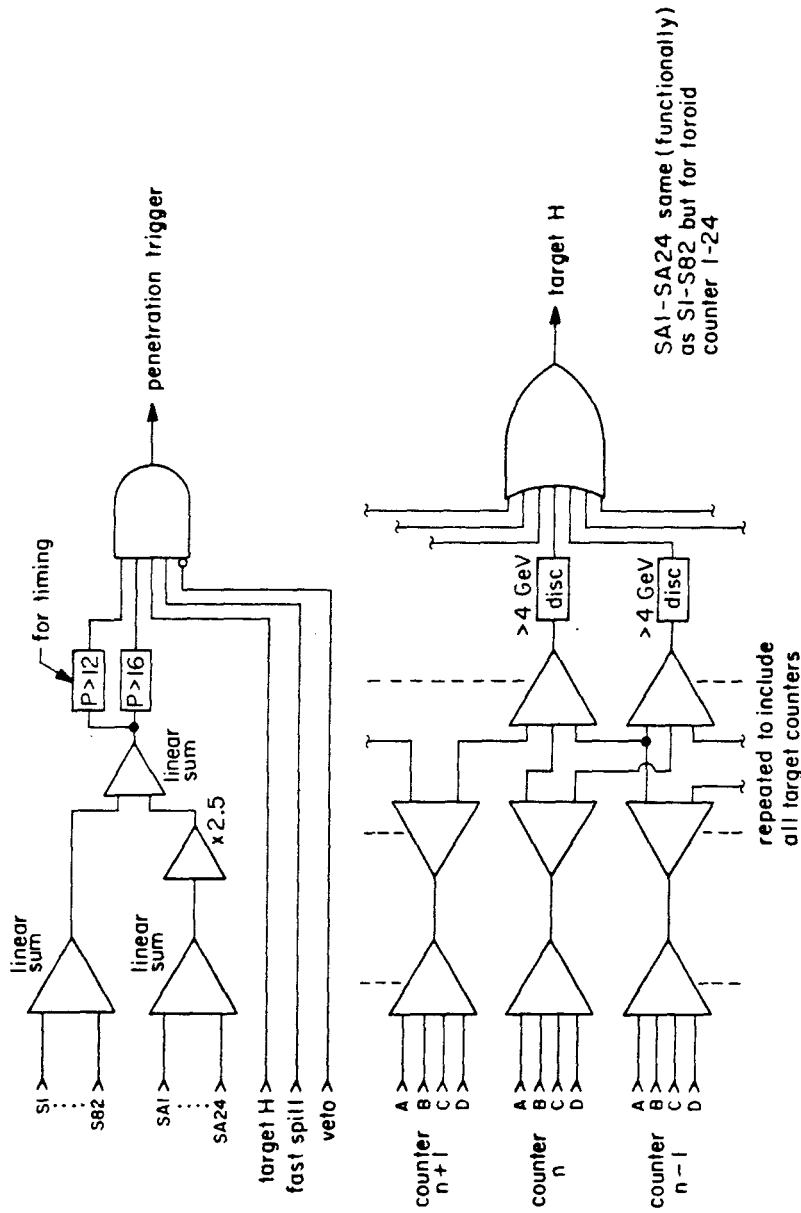 for timing
P>12
P>16
linear
sum
linear
sum
linear
sum
x 2.5
S1
S82
SA1
SA24
target H
fast spill
veto
penetration trigger
A
B
C
D
counter
n+1
A
B
C
D
counter
n
A
B
C
D
counter
n-1
>4 GeV
disc
>4 GeV
disc
target H
repeated to include
all target counters
SA1-SA24 same (functionally)
as S1-S82 but for toroid
counter 1-24